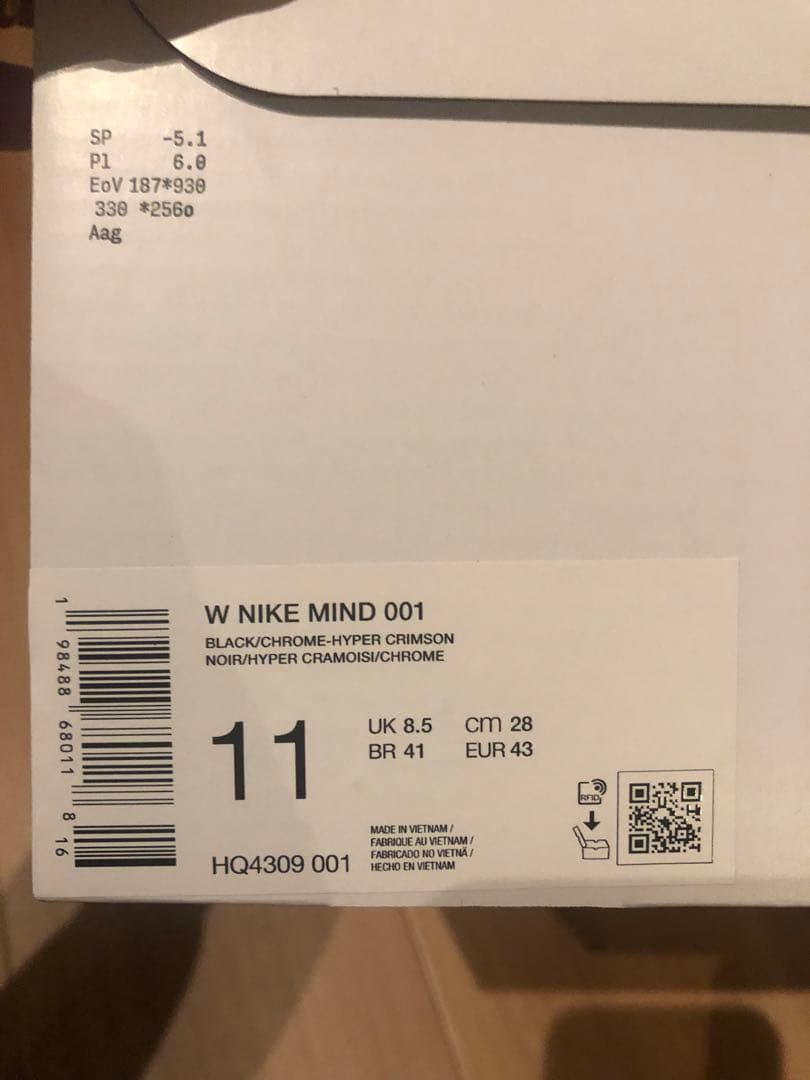 SP -5.1
P1 6.0
EoV 187*930
330 *256o
Aag
W NIKE MIND 001
BLACK/CHROME-HYPER CRIMSON
NOIR/HYPER CRAMOISI/CHROME
11
UK 8.5 cm 28
BR 41 EUR 43
MADE IN VIETNAM /
FABRIQUE AU VIETNAM /
FABRICADO NO VIETNÃ /
HECHO EN VIETNAM
HQ4309 001
RFID
1 98488 68011 8 16